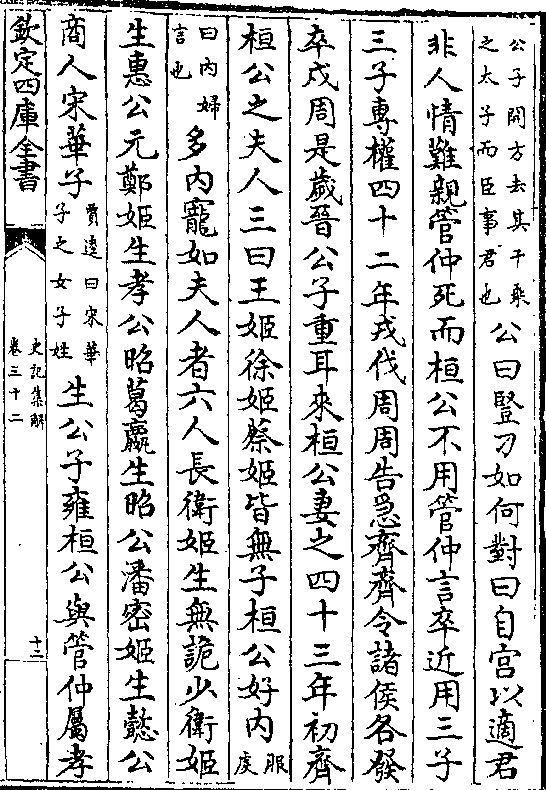 公子開方去其千乘
之太子而臣事君也
公曰豎刀如何對曰自宫以適君
非人情難親管仲死而桓公不用管仲言卒近用三子
三子專權四十二年戎伐周周告急齊齊令諸侯各發
卒戍周是歲晉公子重耳來桓公妻之四十三年初齊
桓公之夫人三曰王姬徐姬蔡姬皆無子桓公好内
服
虔
曰内婦
言也
多内寵如夫人者六人長衛姬生無詭少衛姬
生惠公元鄭姬生孝公昭葛嬴生昭公潘密姬生懿公
商人宋華子
賈逵曰宋華
子之女子姓
生公子雍桓公與管仲屬孝
欽定四庫全書
史記集解
卷三十二
十二